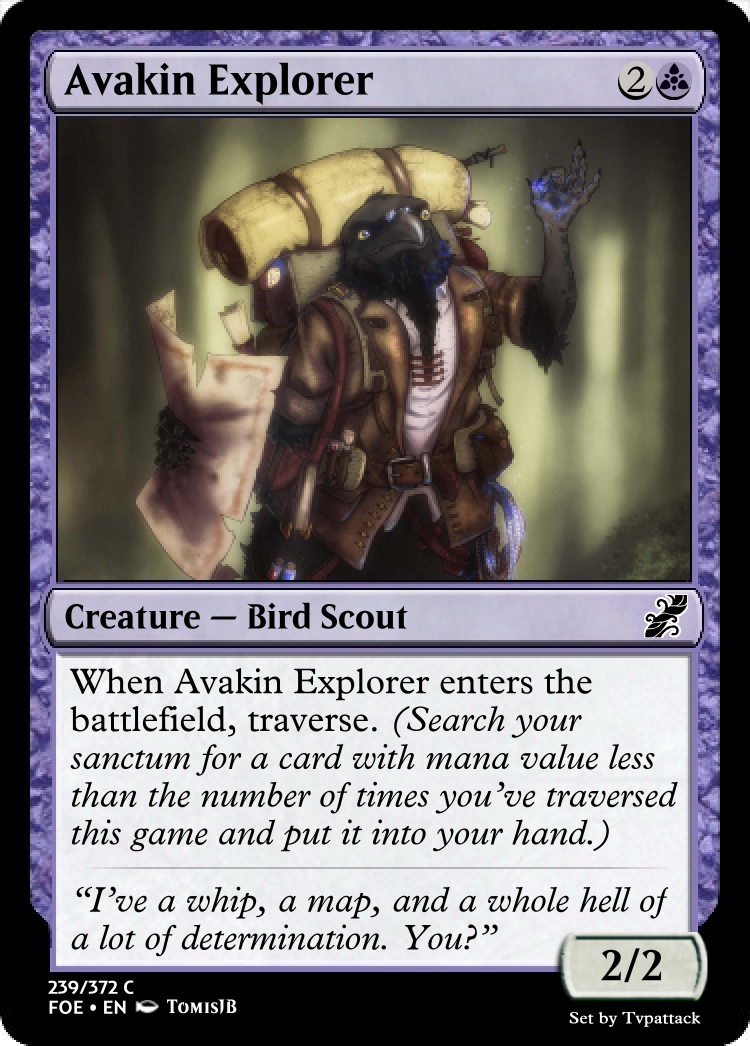 Avakin Explorer 2
Creature — Bird Scout
When Avakin Explorer enters the
battlefield, traverse. (Search your
sanctum for a card with mana value less
than the number of times you've traversed
this game and put it into your hand.)
"I've a whip, a map, and a whole hell of
a lot of determination. You?"
2/2
239/372 C
FOE • EN TomisJB
Set by Tvpattack